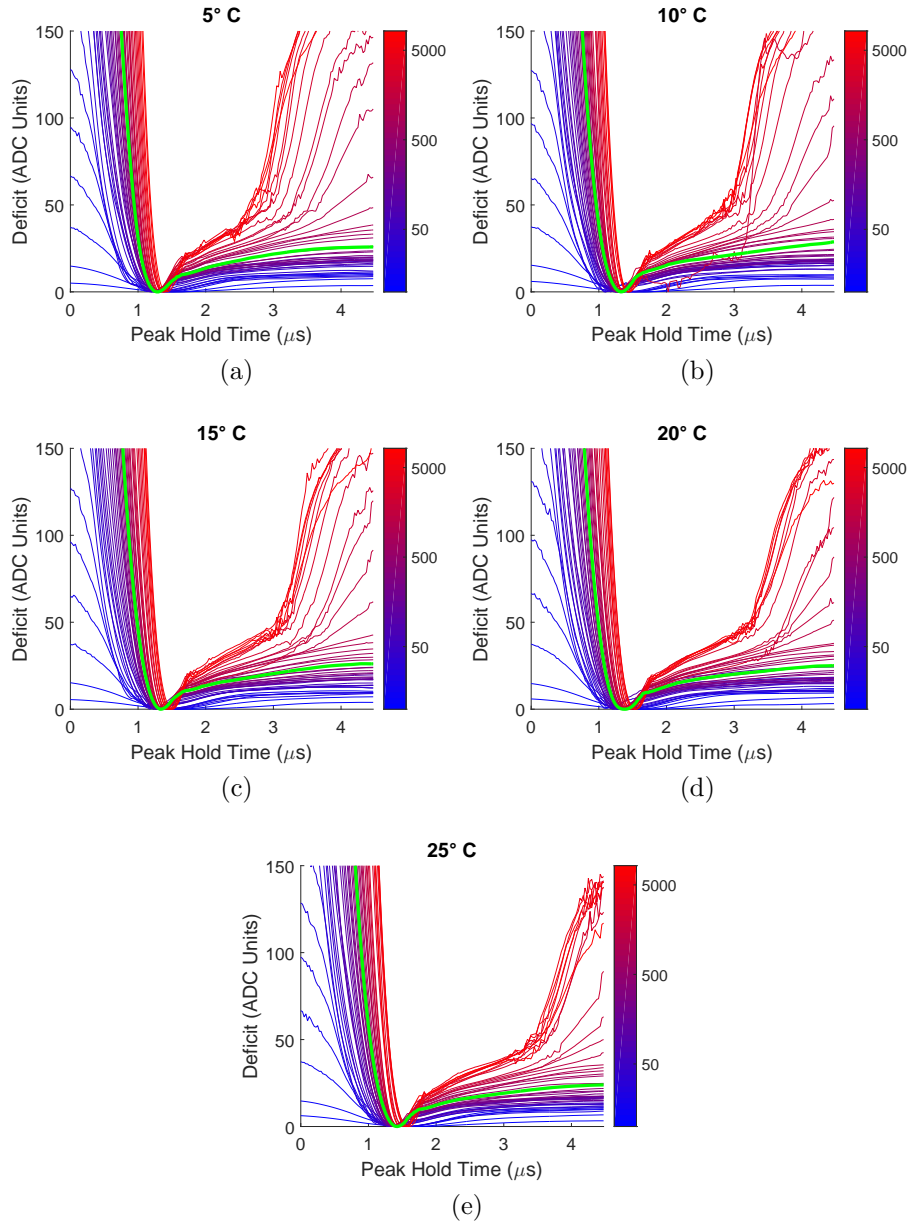 5° C
10° C
150
100
50
0
Deficit (ADC Units)
0 1 2 3 4
Peak Hold Time (μs)
5000
500
50
(a)
150
100
50
0
Deficit (ADC Units)
0 1 2 3 4
Peak Hold Time (μs)
5000
500
50
(b)
15° C
20° C
150
100
50
0
Deficit (ADC Units)
0 1 2 3 4
Peak Hold Time (μs)
5000
500
50
(c)
150
100
50
0
Deficit (ADC Units)
0 1 2 3 4
Peak Hold Time (μs)
5000
500
50
(d)
25° C
150
100
50
0
Deficit (ADC Units)
0 1 2 3 4
Peak Hold Time (μs)
5000
500
50
(e)